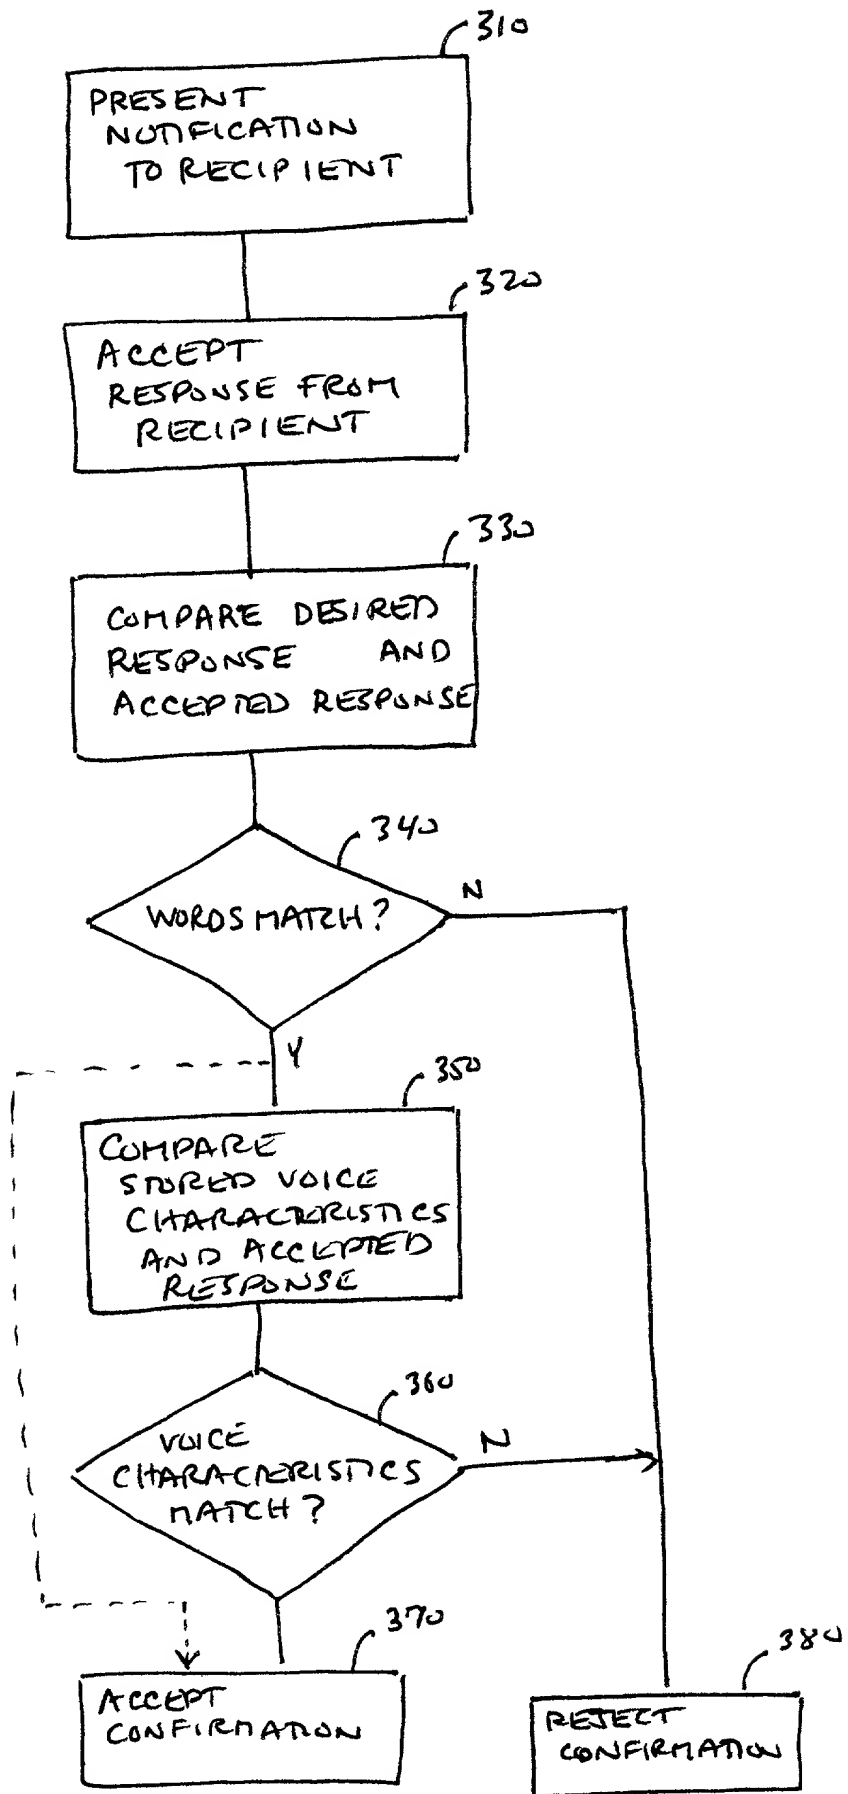 310
PRESENT
NOTIFICATION
TO RECIPIENT
320
ACCEPT
RESPONSE FROM
RECIPIENT
330
COMPARE DESIRED
RESPONSE AND
ACCEPTED RESPONSE
340
WORDS MATCH?
N
Y
350
COMPARE
STORED VOICE
CHARACTERISTICS
AND ACCEPTED
RESPONSE
360
VOICE
CHARACTERISTICS
MATCH?
N
370
ACCEPT
CONFIRMATION
380
REJECT
CONFIRMATION